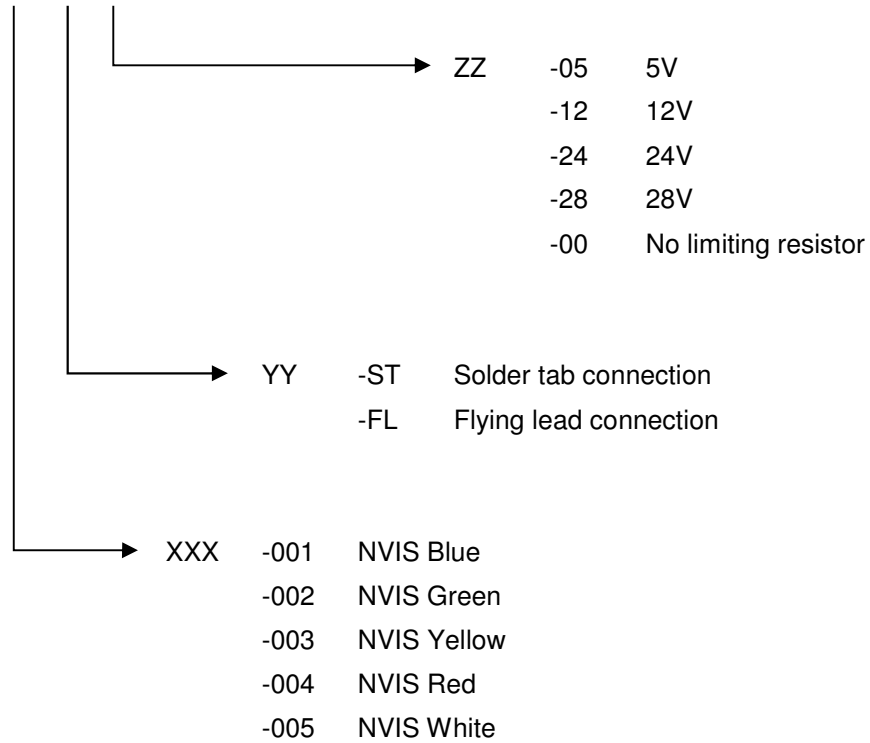 ZZ -05 5V
-12 12V
-24 24V
-28 28V
-00 No limiting resistor
YY -ST Solder tab connection
-FL Flying lead connection
XXX -001 NVIS Blue
-002 NVIS Green
-003 NVIS Yellow
-004 NVIS Red
-005 NVIS White